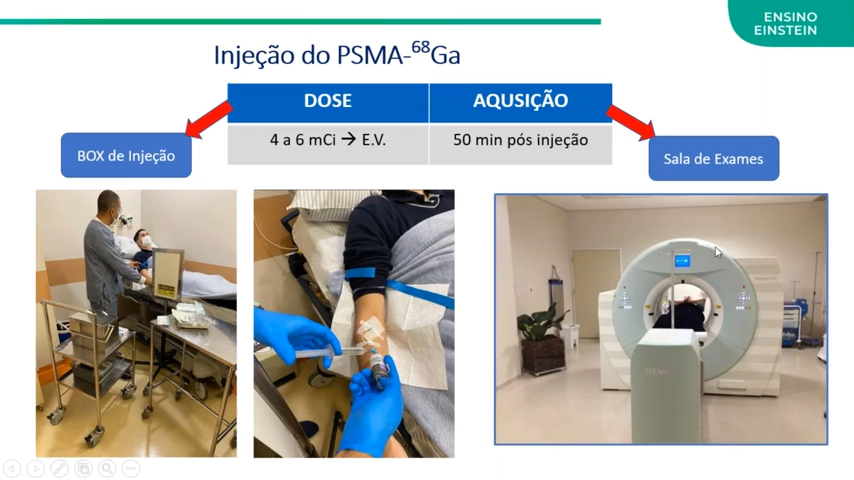 ENSINO
EINSTEIN
Injeção do PSMA-⁶⁸Ga
DOSE
AQUSIÇÃO
4 a 6 mCi → E.V.
50 min pós injeção
BOX de Injeção
Sala de Exames